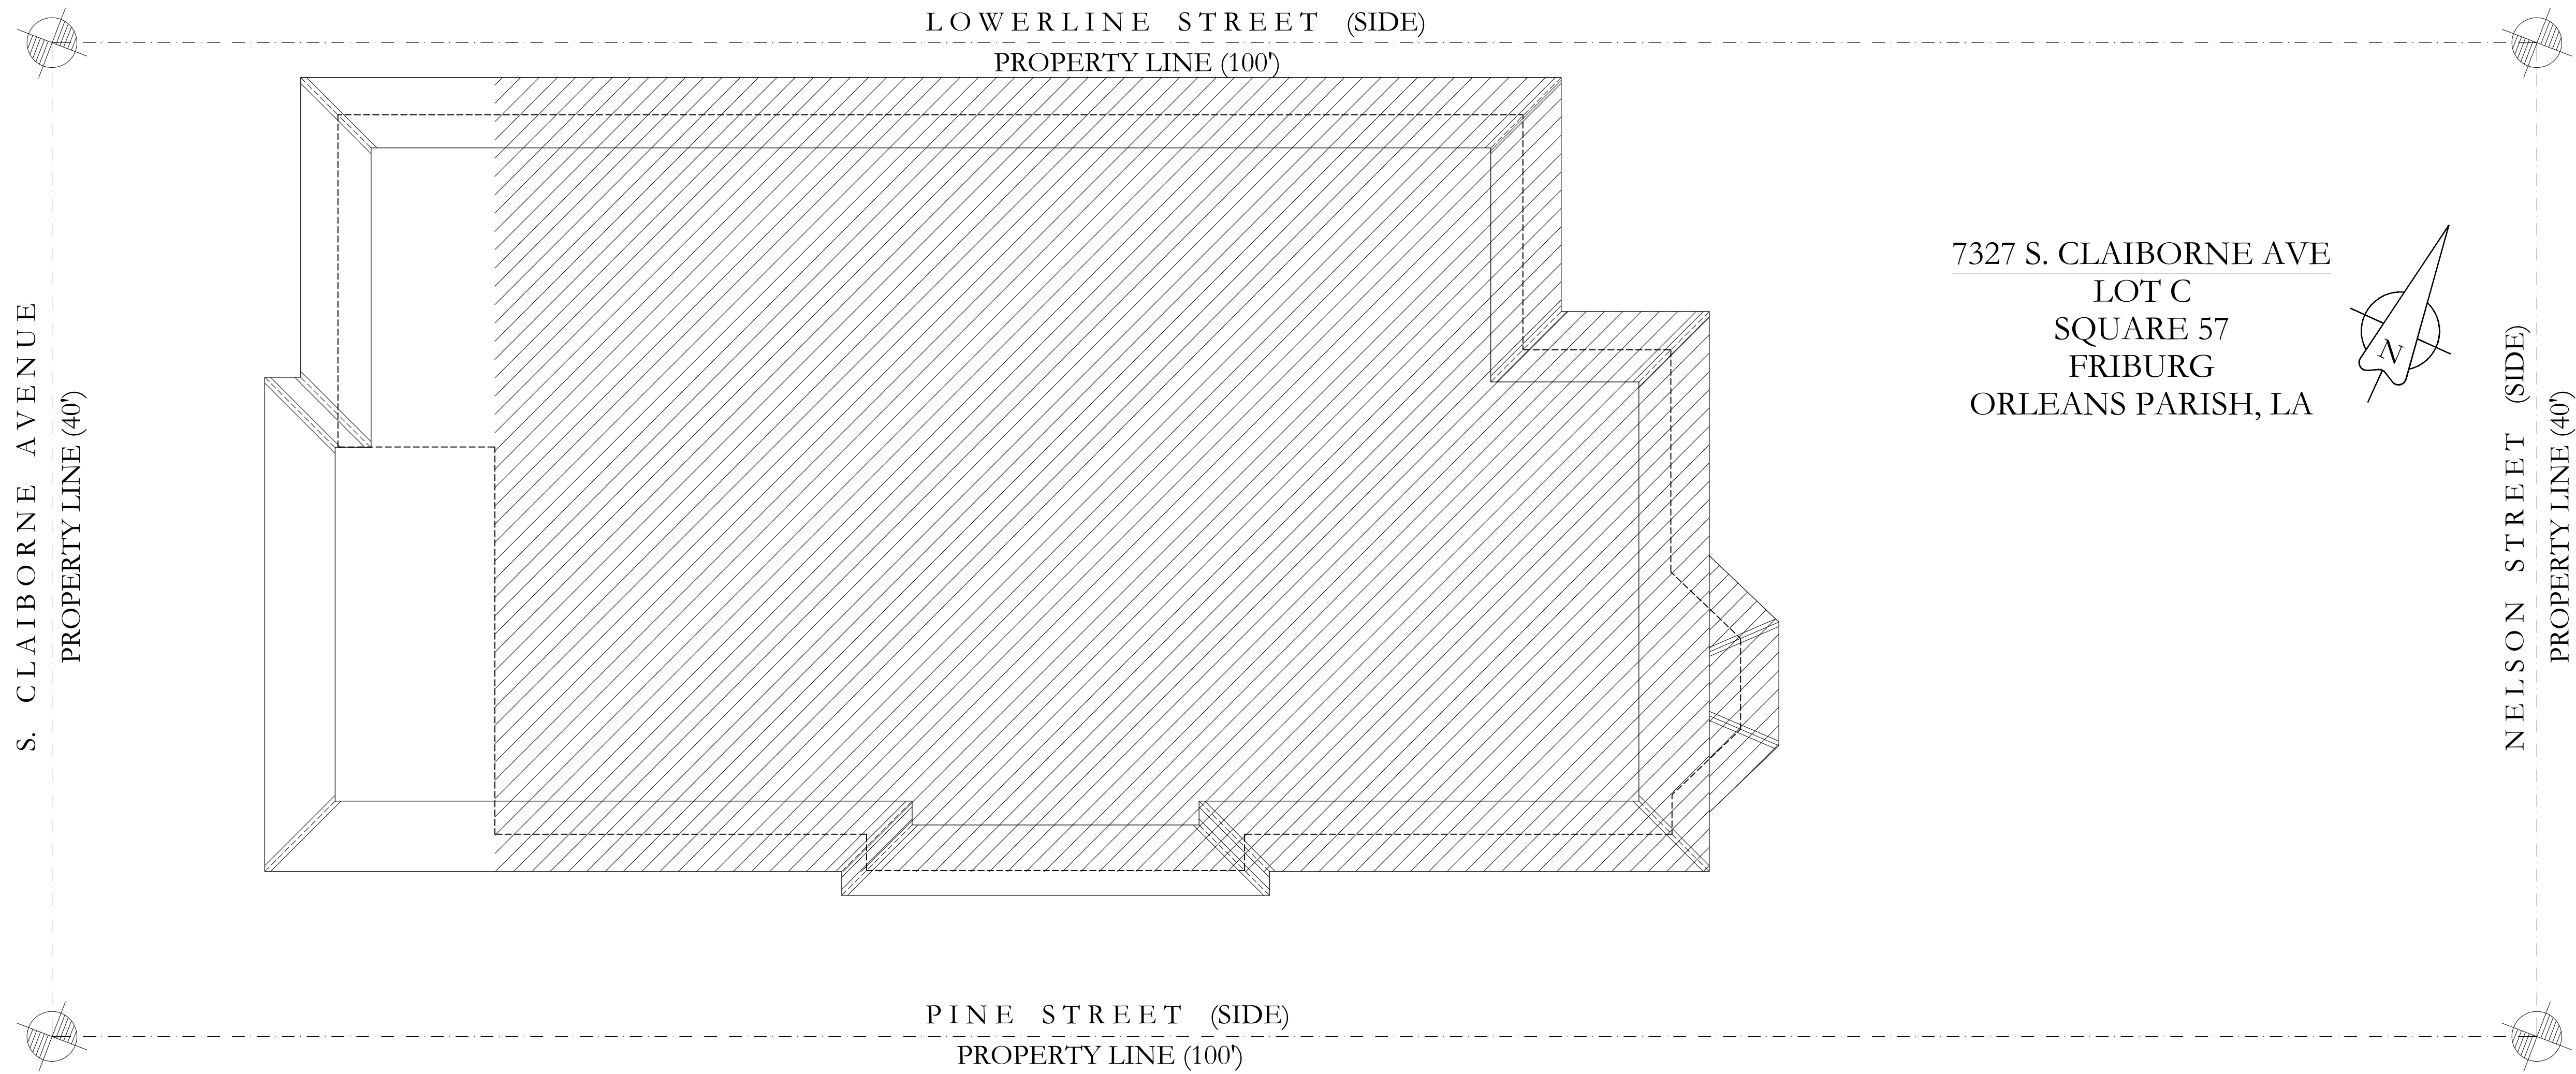 LOWERLINE STREET (SIDE)
PROPERTY LINE (100')
S. CLAIBORNE AVENUE
PROPERTY LINE (40')
7327 S. CLAIBORNE AVE
LOT C
SQUARE 57
FRIBURG
ORLEANS PARISH, LA
N
NELSON STREET (SIDE)
PROPERTY LINE (40')
PINE STREET (SIDE)
PROPERTY LINE (100')